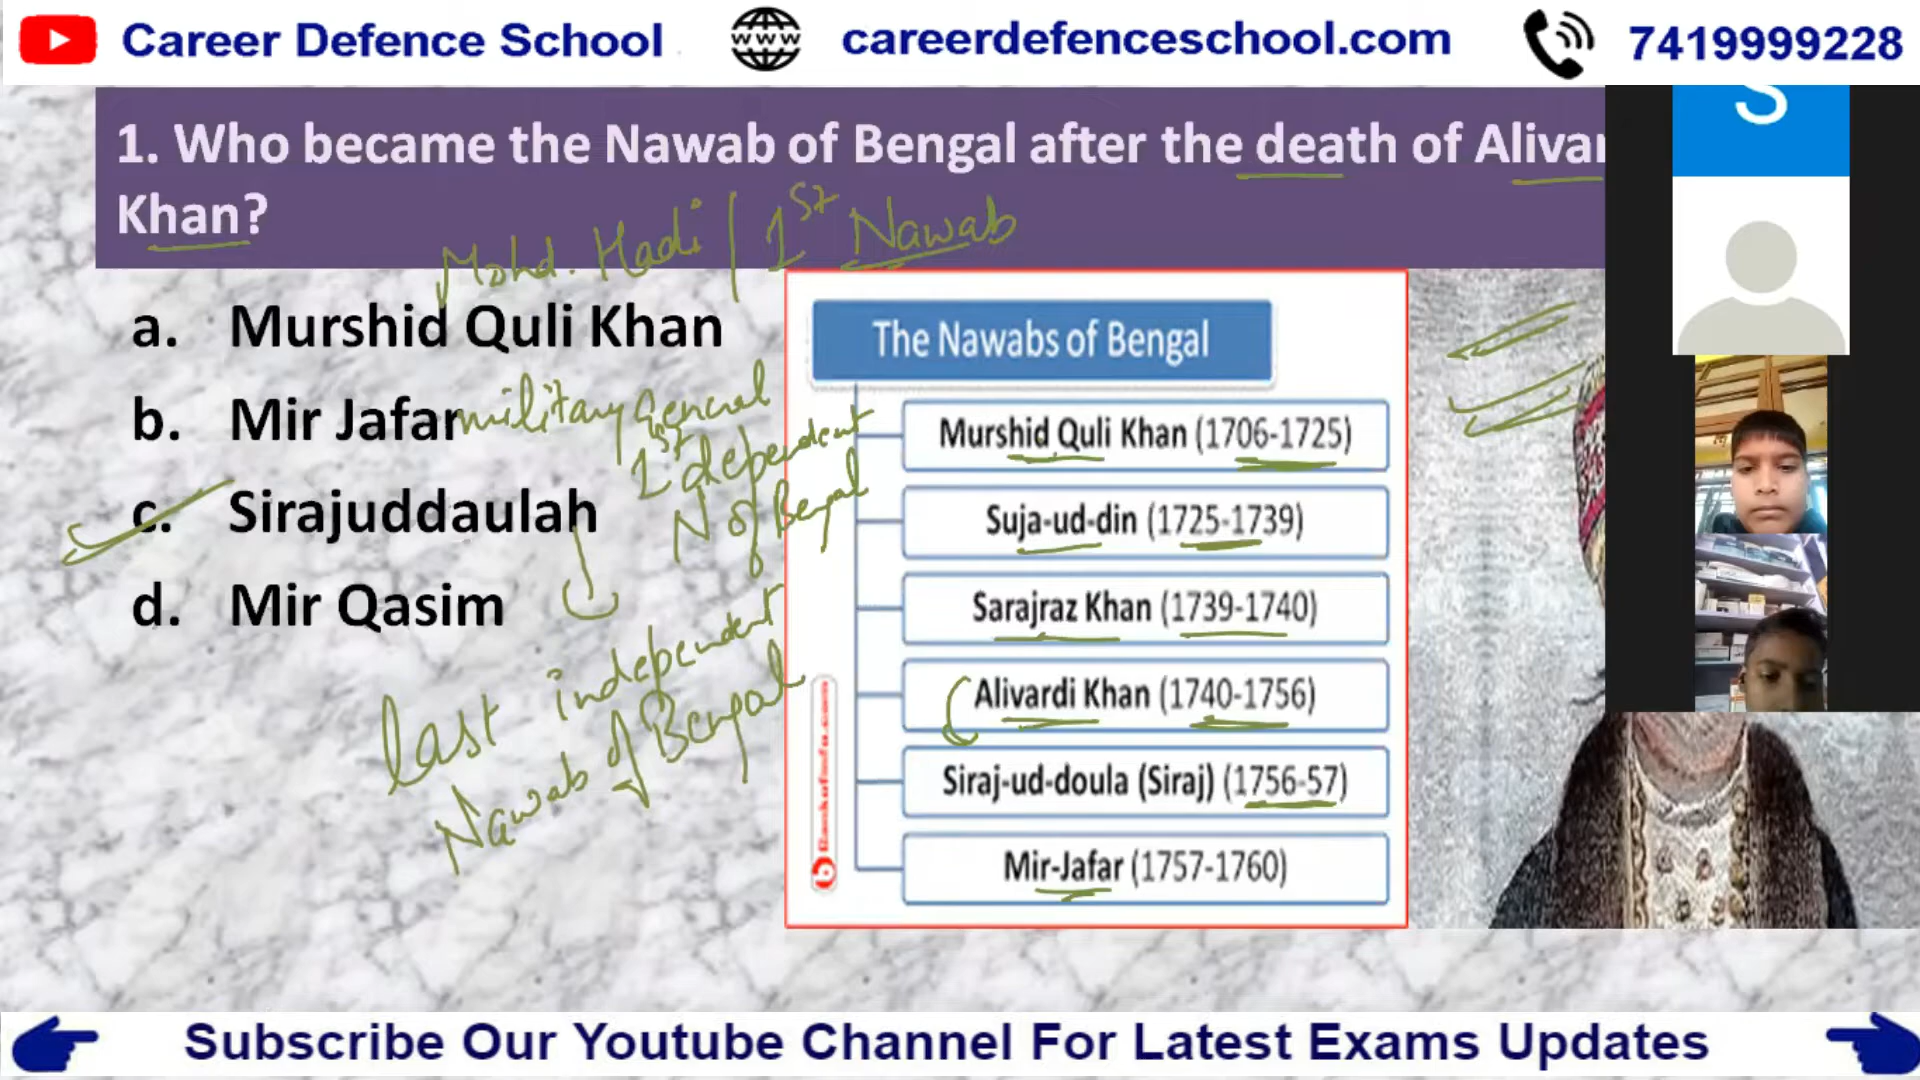 Career Defence School
WWW
careerdefenceschool.com
7419999228
S
1. Who became the Nawab of Bengal after the death of Alivar
Khan?
Mohd. Hadi / 1st Nawab
a. Murshid Quli Khan
b. Mir Jafar
military General
1st dependent
N of Bengal
c. Sirajuddaulah
d. Mir Qasim
last independent
Nawab of Bengal
The Nawabs of Bengal
Murshid Quli Khan (1706-1725)
Suja-ud-din (1725-1739)
Sarajraz Khan (1739-1740)
Alivardi Khan (1740-1756)
Siraj-ud-doula (Siraj) (1756-57)
Mir-Jafar (1757-1760)
Subscribe Our Youtube Channel For Latest Exams Updates